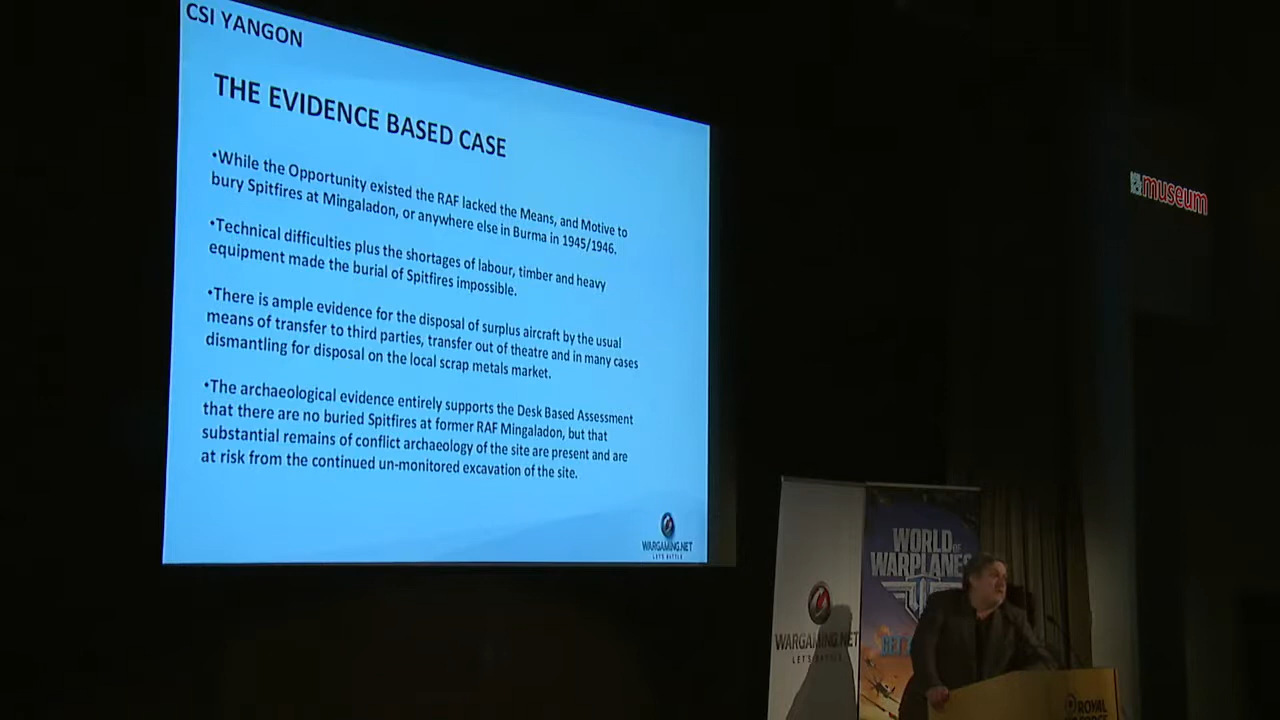 CSI YANGON
THE EVIDENCE BASED CASE
•While the Opportunity existed the RAF lacked the Means, and Motive to
bury Spitfires at Mingaladon, or anywhere else in Burma in 1945/1946.
•Technical difficulties plus the shortages of labour, timber and heavy
equipment made the burial of Spitfires impossible.
•There is ample evidence for the disposal of surplus aircraft by the usual
means of transfer to third parties, transfer out of theatre and in many cases
dismantling for disposal on the local scrap metals market.
•The archaeological evidence entirely supports the Desk Based Assessment
that there are no buried Spitfires at former RAF Mingaladon, but that
substantial remains of conflict archaeology of the site are present and are
at risk from the continued un-monitored excavation of the site.
WARGAMING.NET
LET'S BATTLE
museum
WORLD OF
WARPLANES
WARGAMING.NET
LET'S BATTLE
ROYAL